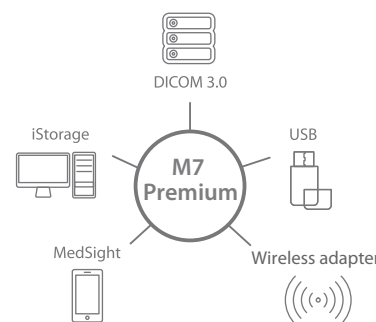 DICOM 3.0
iStorage
USB
M7
Premium
MedSight
Wireless adapter